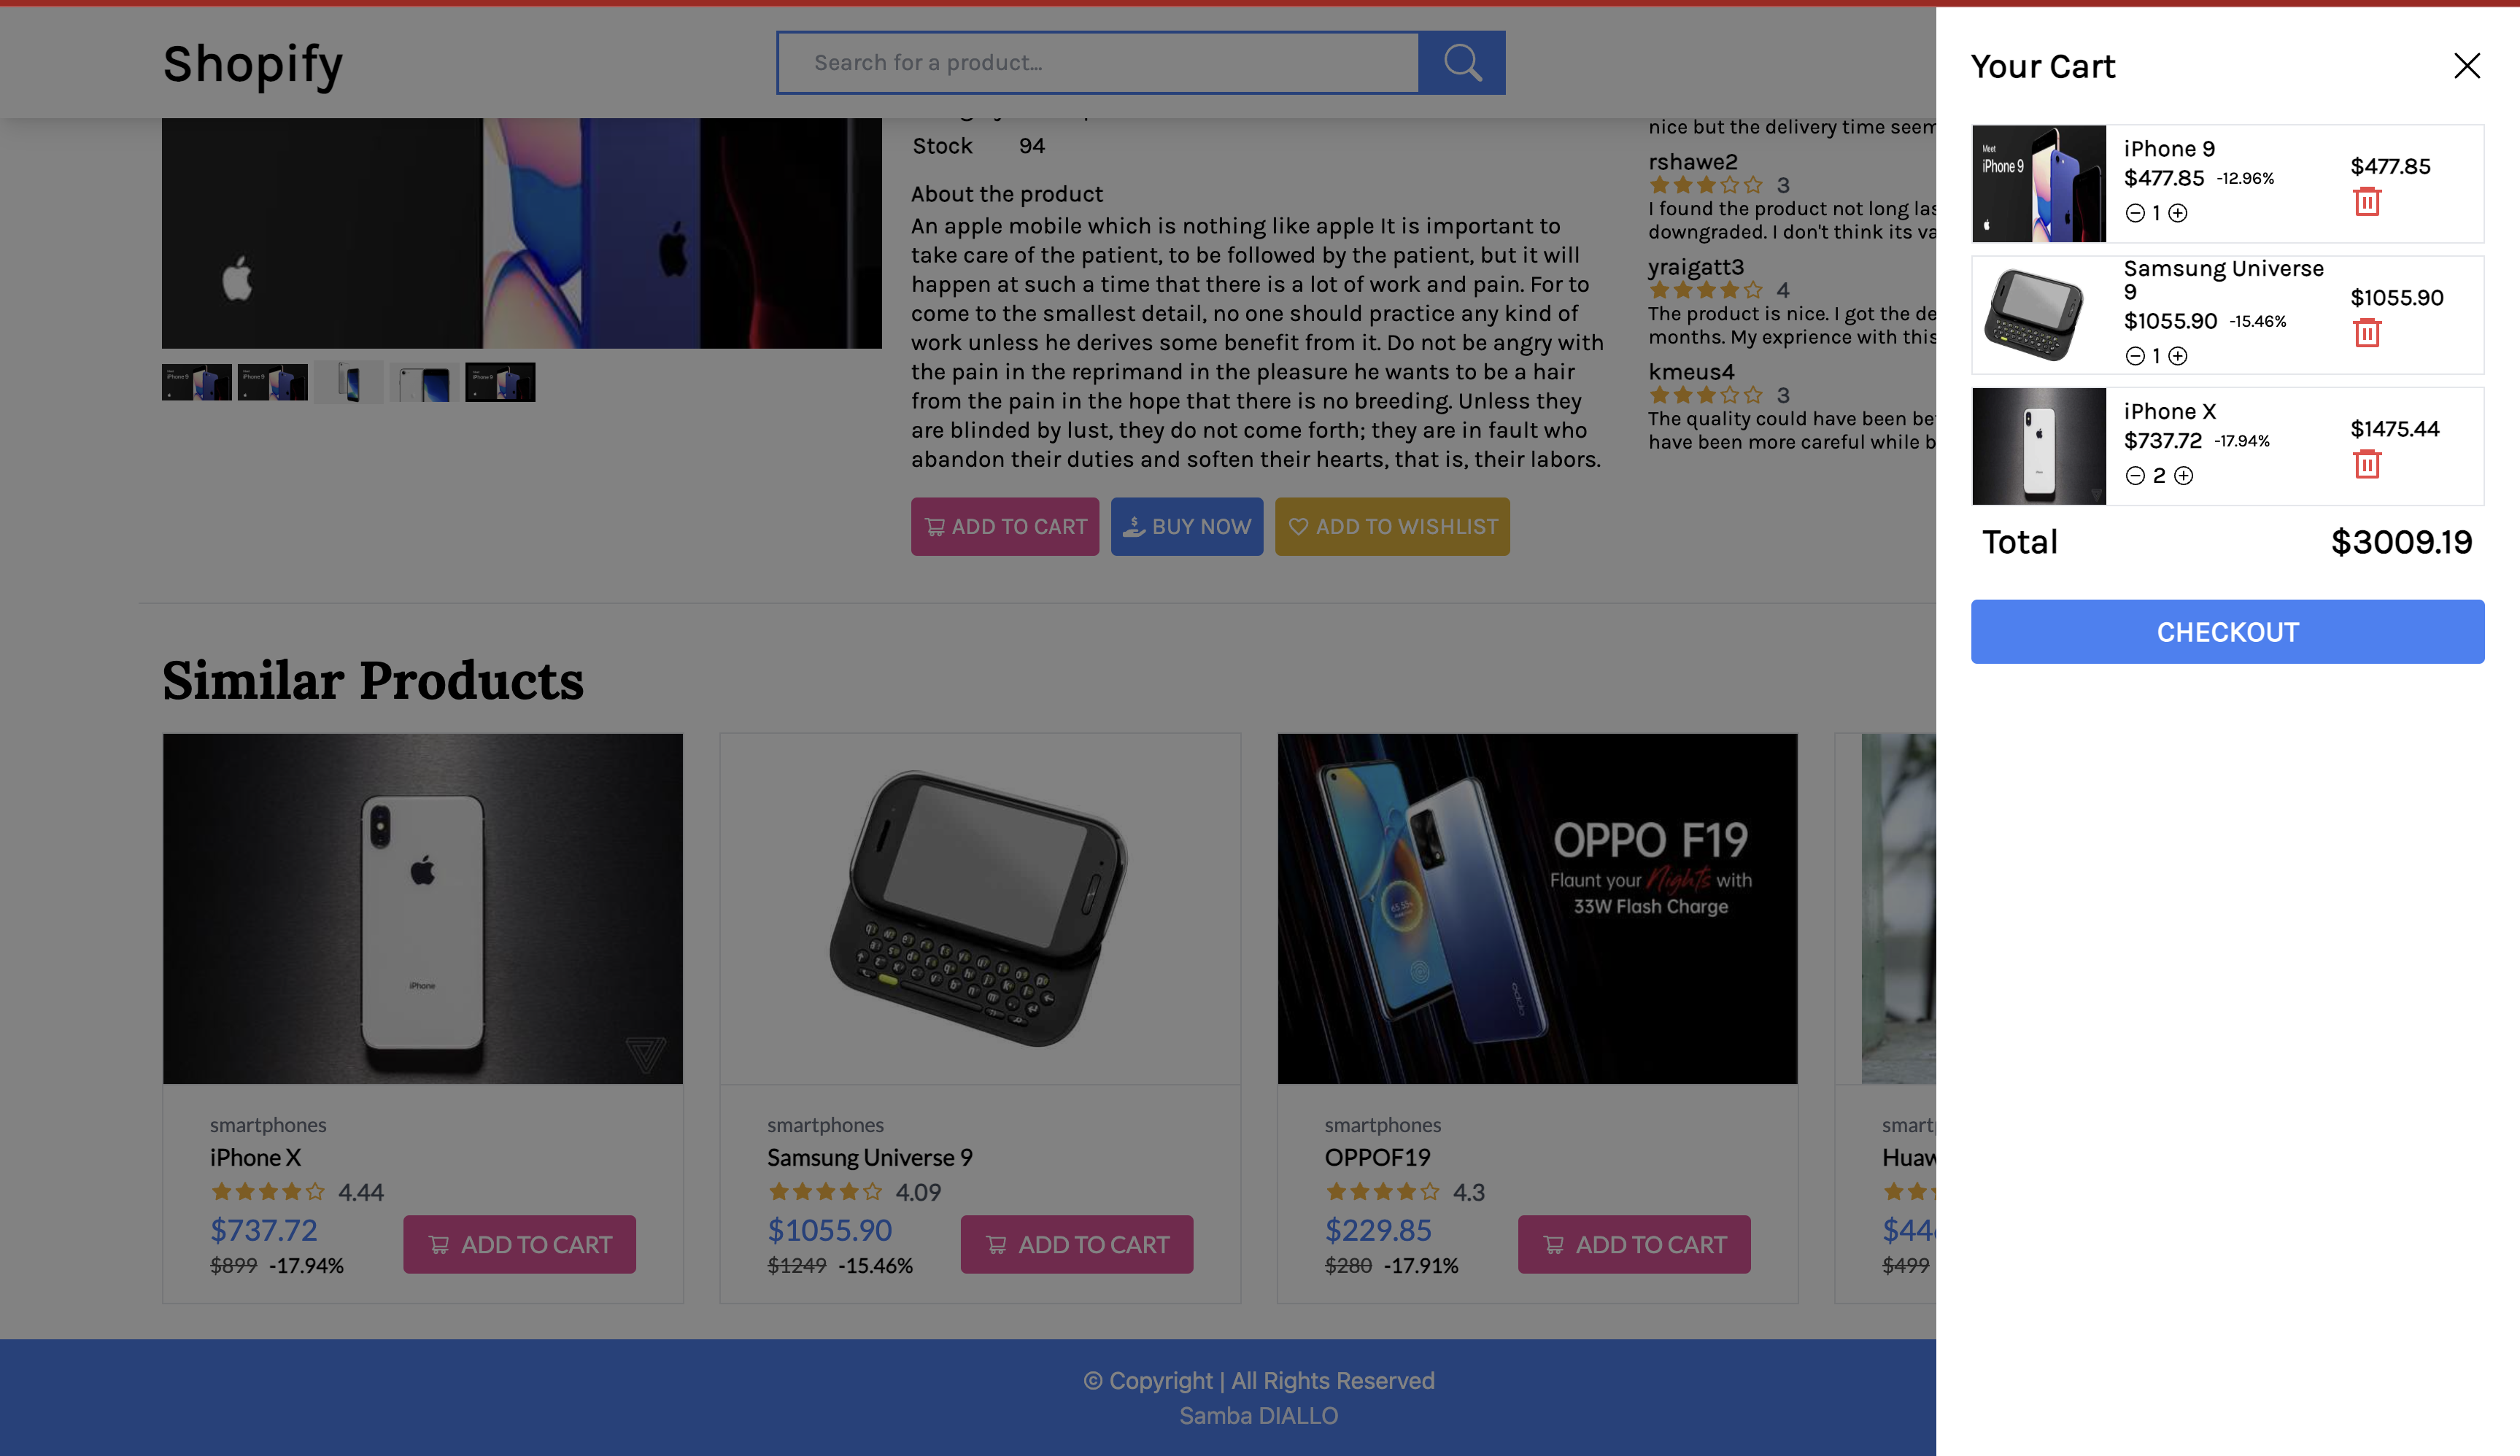 Shopify
Search for a product...
Stock 94
About the product
An apple mobile which is nothing like apple It is important to
take care of the patient, to be followed by the patient, but it will
happen at such a time that there is a lot of work and pain. For to
come to the smallest detail, no one should practice any kind of
work unless he derives some benefit from it. Do not be angry with
the pain in the reprimand in the pleasure he wants to be a hair
from the pain in the hope that there is no breeding. Unless they
are blinded by lust, they do not come forth; they are in fault who
abandon their duties and soften their hearts, that is, their labors.
ADD TO CART
BUY NOW
ADD TO WISHLIST
nice but the delivery time seem
rshawe2
3
I found the product not long las
downgraded. I don't think its va
yraigatt3
4
The product is nice. I got the de
months. My exprience with this
kmeus4
3
The quality could have been be
have been more careful while b
Similar Products
iPhone
smartphones
iPhone X
4.44
$737.72
$899 -17.94%
ADD TO CART
smartphones
Samsung Universe 9
4.09
$1055.90
$1249 -15.46%
ADD TO CART
OPPO F19
Flaunt your Nights with
33W Flash Charge
oppo
smartphones
OPPOF19
4.3
$229.85
$280 -17.91%
ADD TO CART
smart
Huaw
$44
$499
© Copyright | All Rights Reserved
Samba DIALLO
Your Cart
Meet
iPhone 9
iPhone 9
$477.85 -12.96%
1
$477.85
Samsung Universe
9
$1055.90 -15.46%
1
$1055.90
iPhone X
$737.72 -17.94%
2
$1475.44
Total $3009.19
CHECKOUT